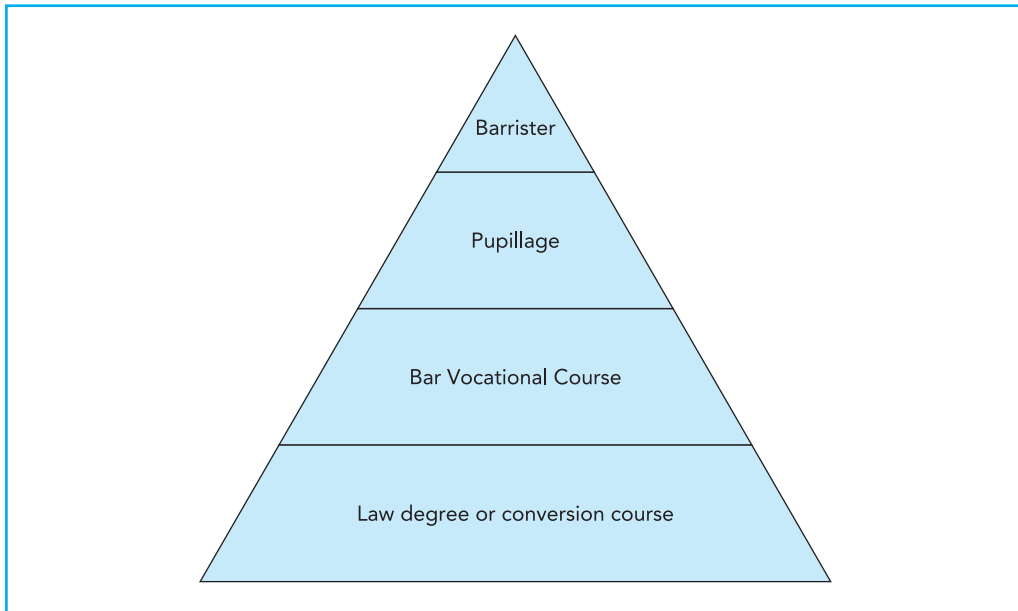 Barrister
Pupillage
Bar Vocational Course
Law degree or conversion course